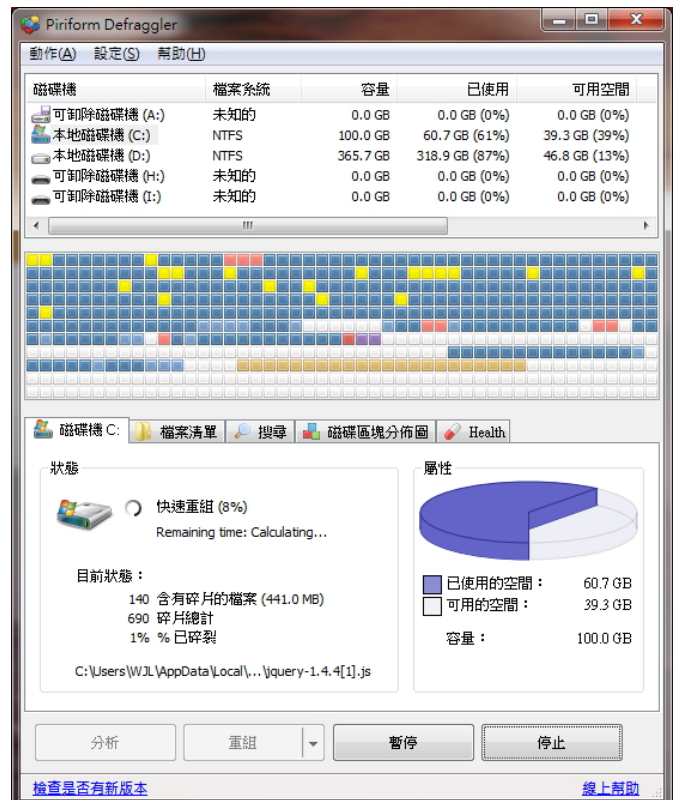 Piriform Defraggler
動作(A) 設定(S) 幫助(H)
磁碟機 檔案系統 容量 已使用 可用空間
可卸除磁碟機 (A:) 未知的 0.0 GB 0.0 GB (0%) 0.0 GB (0%)
本地磁碟機 (C:) NTFS 100.0 GB 60.7 GB (61%) 39.3 GB (39%)
本地磁碟機 (D:) NTFS 365.7 GB 318.9 GB (87%) 46.8 GB (13%)
可卸除磁碟機 (H:) 未知的 0.0 GB 0.0 GB (0%) 0.0 GB (0%)
可卸除磁碟機 (I:) 未知的 0.0 GB 0.0 GB (0%) 0.0 GB (0%)
磁碟機 C: 檔案清單 搜尋 磁碟區塊分佈圖 Health
狀態 屬性
快速重組 (8%)
Remaining time: Calculating...
目前狀態：
140 含有碎片的檔案 (441.0 MB)
690 碎片總計
1% % 已碎裂
C:\Users\WJL\AppData\Local\...\jquery-1.4.4[1].js
已使用的空間： 60.7 GB
可用的空間： 39.3 GB
容量： 100.0 GB
分析 重組 暫停 停止
檢查是否有新版本 線上幫助